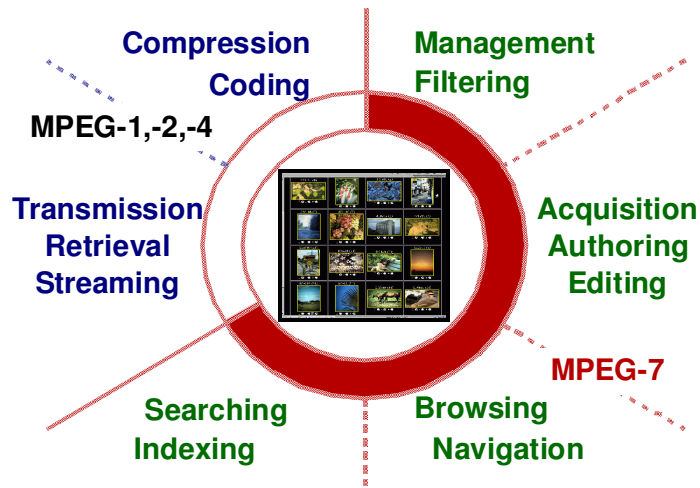 Compression
Coding
Management
Filtering
MPEG-1,-2,-4
Transmission
Retrieval
Streaming
Acquisition
Authoring
Editing
MPEG-7
Searching
Indexing
Browsing
Navigation